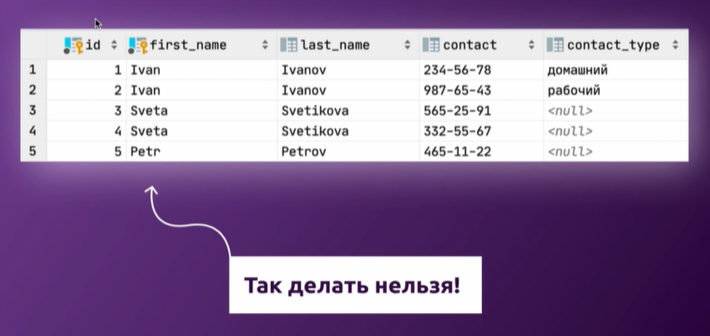 id first_name last_name contact contact_type
1 1 Ivan Ivanov 234-56-78 домашний
2 2 Ivan Ivanov 987-65-43 рабочий
3 3 Sveta Svetikova 565-25-91 <null>
4 4 Sveta Svetikova 332-55-67 <null>
5 5 Petr Petrov 465-11-22 <null>
Так делать нельзя!